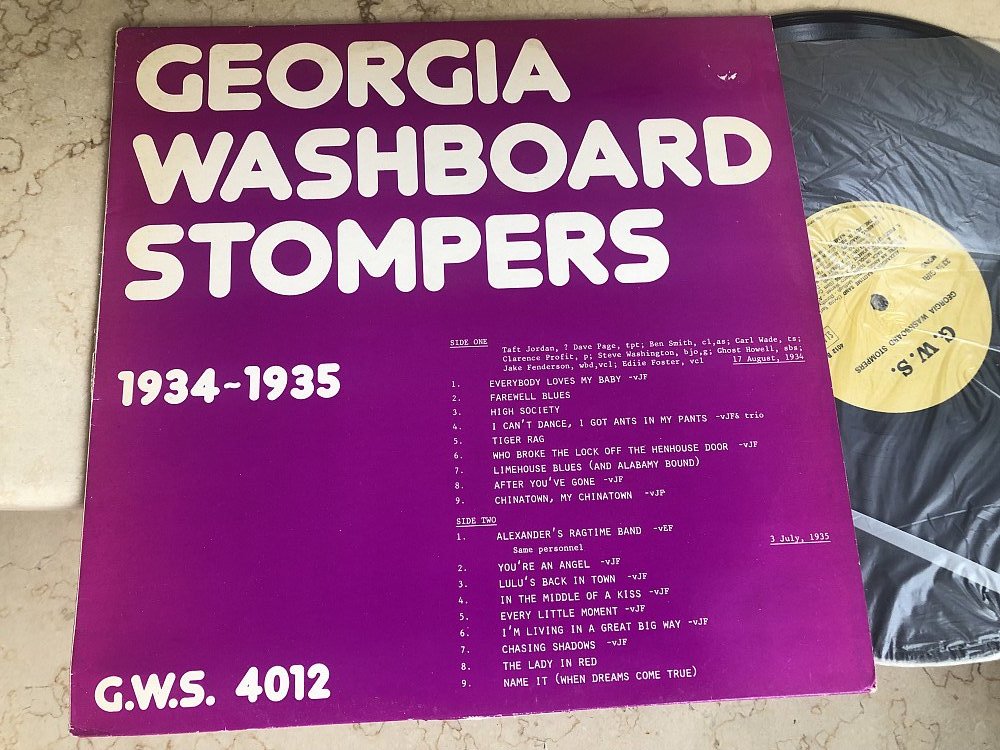 GEORGIA
WASHBOARD
STOMPERS
1934~1935
SIDE ONE
Taft Jordan, ? Dave Page, tpt; Ben Smith, cl,as; Carl Wade, ts;
Clarence Profit, p; Steve Washington, bjo,g; Ghost Howell, sbs;
Jake Fenderson, wbd,vcl; Ediie Foster, vcl 17 August, 1934
1. EVERYBODY LOVES MY BABY -vJF
2. FAREWELL BLUES
3. HIGH SOCIETY
4. I CAN'T DANCE, I GOT ANTS IN MY PANTS -vJF& trio
5. TIGER RAG
6. WHO BROKE THE LOCK OFF THE HENHOUSE DOOR -vJF
7. LIMEHOUSE BLUES (AND ALABAMY BOUND)
8. AFTER YOU'VE GONE -vJF
9. CHINATOWN, MY CHINATOWN -vJF
SIDE TWO
1. ALEXANDER'S RAGTIME BAND -vEF
Same personnel 3 July, 1935
2. YOU'RE AN ANGEL -vJF
3. LULU'S BACK IN TOWN -vJF
4. IN THE MIDDLE OF A KISS -vJF
5. EVERY LITTLE MOMENT -vJF
6. I'M LIVING IN A GREAT BIG WAY -vJF
7. CHASING SHADOWS -vJF
8. THE LADY IN RED
9. NAME IT (WHEN DREAMS COME TRUE)
G.W.S. 4012
G.W.S.
GEORGIA WASHBOARD STOMPERS
MONO